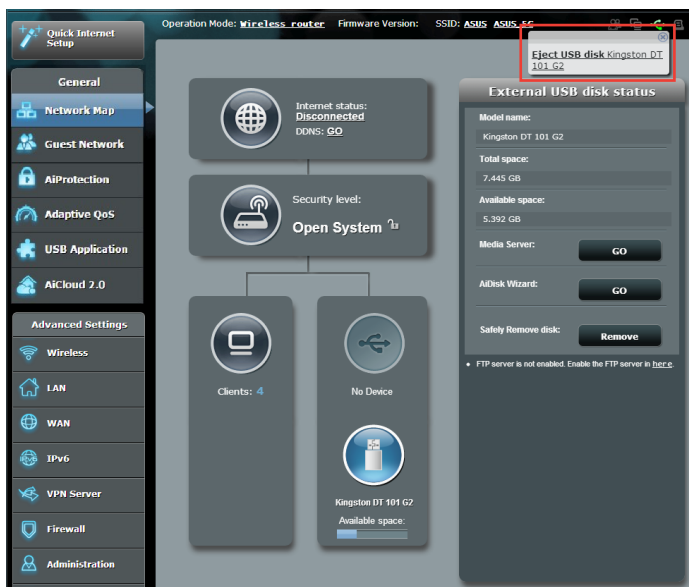 Quick Internet
Setup
Operation Mode: Wireless router Firmware Version: SSID: ASUS ASUS_5G
Eject USB disk Kingston DT
101 G2
General
Network Map
Guest Network
AiProtection
Adaptive QoS
USB Application
AiCloud 2.0
Advanced Settings
Wireless
LAN
WAN
IPv6
VPN Server
Firewall
Administration
Internet status:
Disconnected
DDNS: GO
Security level:
Open System
Clients: 4
No Device
Kingston DT 101 G2
Available space:
External USB disk status
Model name:
Kingston DT 101 G2
Total space:
7.445 GB
Available space:
5.392 GB
Media Server: GO
AiDisk Wizard: GO
Safely Remove disk: Remove
• FTP server is not enabled. Enable the FTP server in here.